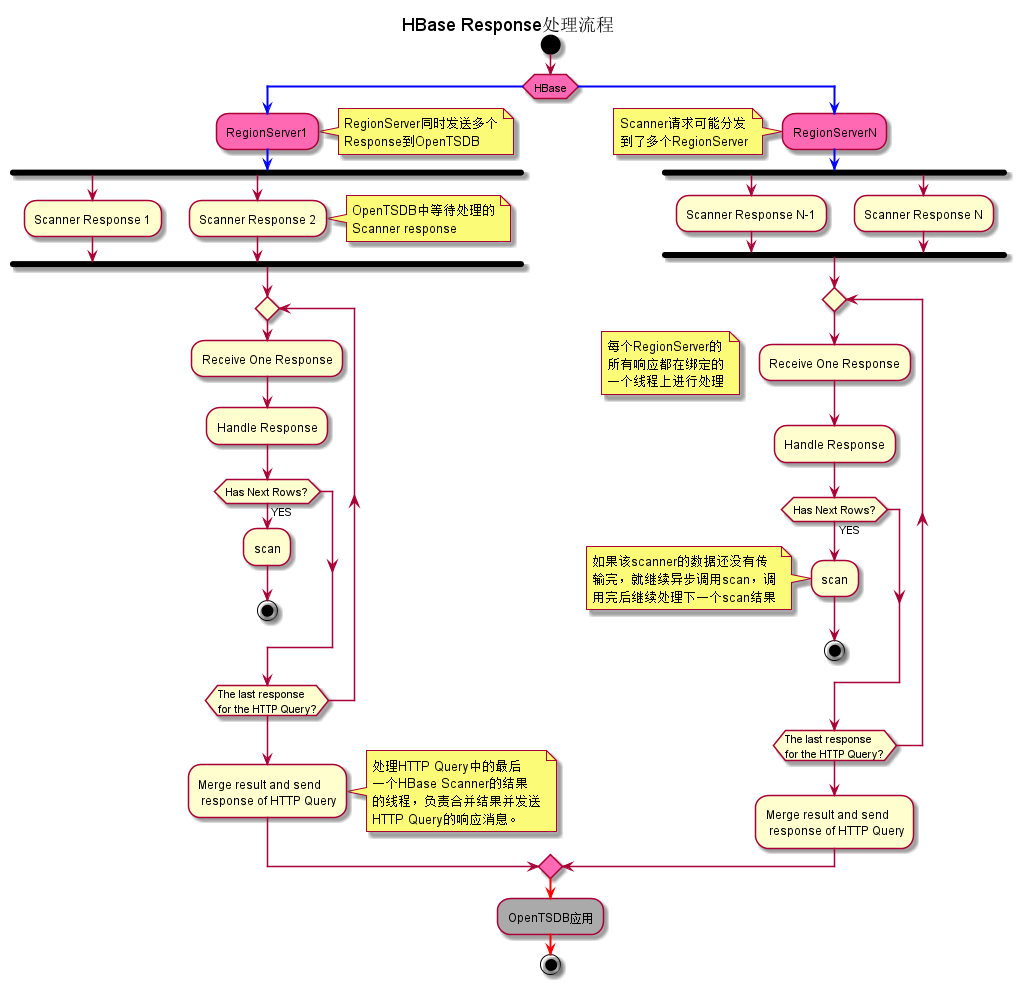 HBase Response处理流程
HBase
RegionServer1
RegionServer同时发送多个
Response到OpenTSDB
Scanner请求可能分发
到了多个RegionServer
RegionServerN
Scanner Response 1
Scanner Response 2
OpenTSDB中等待处理的
Scanner response
Scanner Response N-1
Scanner Response N
Receive One Response
Handle Response
Has Next Rows?
YES
scan
The last response
for the HTTP Query?
Merge result and send
response of HTTP Query
处理HTTP Query中的最后
一个HBase Scanner的结果
的线程，负责合并结果并发送
HTTP Query的响应消息。
每个RegionServer的
所有响应都在绑定的
一个线程上进行处理
Receive One Response
Handle Response
Has Next Rows?
YES
如果该scanner的数据还没有传
输完，就继续异步调用scan，调
用完后继续处理下一个scan结果
scan
The last response
for the HTTP Query?
Merge result and send
response of HTTP Query
OpenTSDB应用